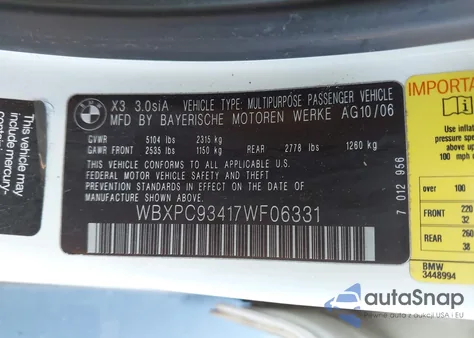 This vehicle may
include mercury-
containing
X3 3.0siA VEHICLE TYPE: MULTIPURPOSE PASSENGER VEHICLE
MFD BY BAYERISCHE MOTOREN WERKE AG10/06
GVWR 5104 lbs 2315 kg
GAWR FRONT 2535 lbs 1150 kg REAR 2778 lbs 1260 kg
THIS VEHICLE CONFORMS TO ALL APPLICABLE U.S.
FEDERAL MOTOR VEHICLE SAFETY AND THEFT PREVENTION
STANDARDS IN EFFECT ON THE DATE OF MANUFACTURE
SHOWN ABOVE.
WBXPC93417WF06331
7 012 956
IMPORTA
pressures
100 mph
over 100
FRONT 220
32
REAR 260
38
BMW
3448994
autoSnap